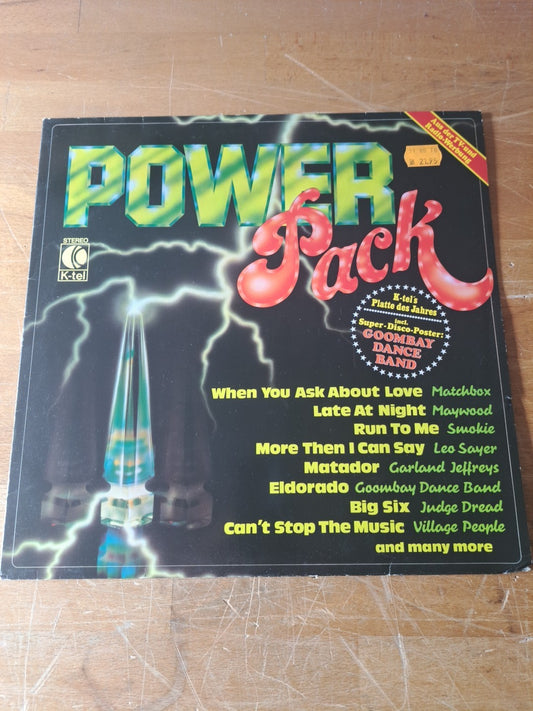 Aus der TV und
Radio-Werbung
21.95
POWER
Pack
STEREO
K-tel
K-tel's
Platte des Jahres
incl.
Super-Disco-Poster:
GOOMBAY
DANCE
BAND
When You Ask About Love Matchbox
Late At Night Maywood
Run To Me Smokie
More Then I Can Say Leo Sayer
Matador Garland Jeffreys
Eldorado Goombay Dance Band
Big Six Judge Dread
Can't Stop The Music Village People
and many more